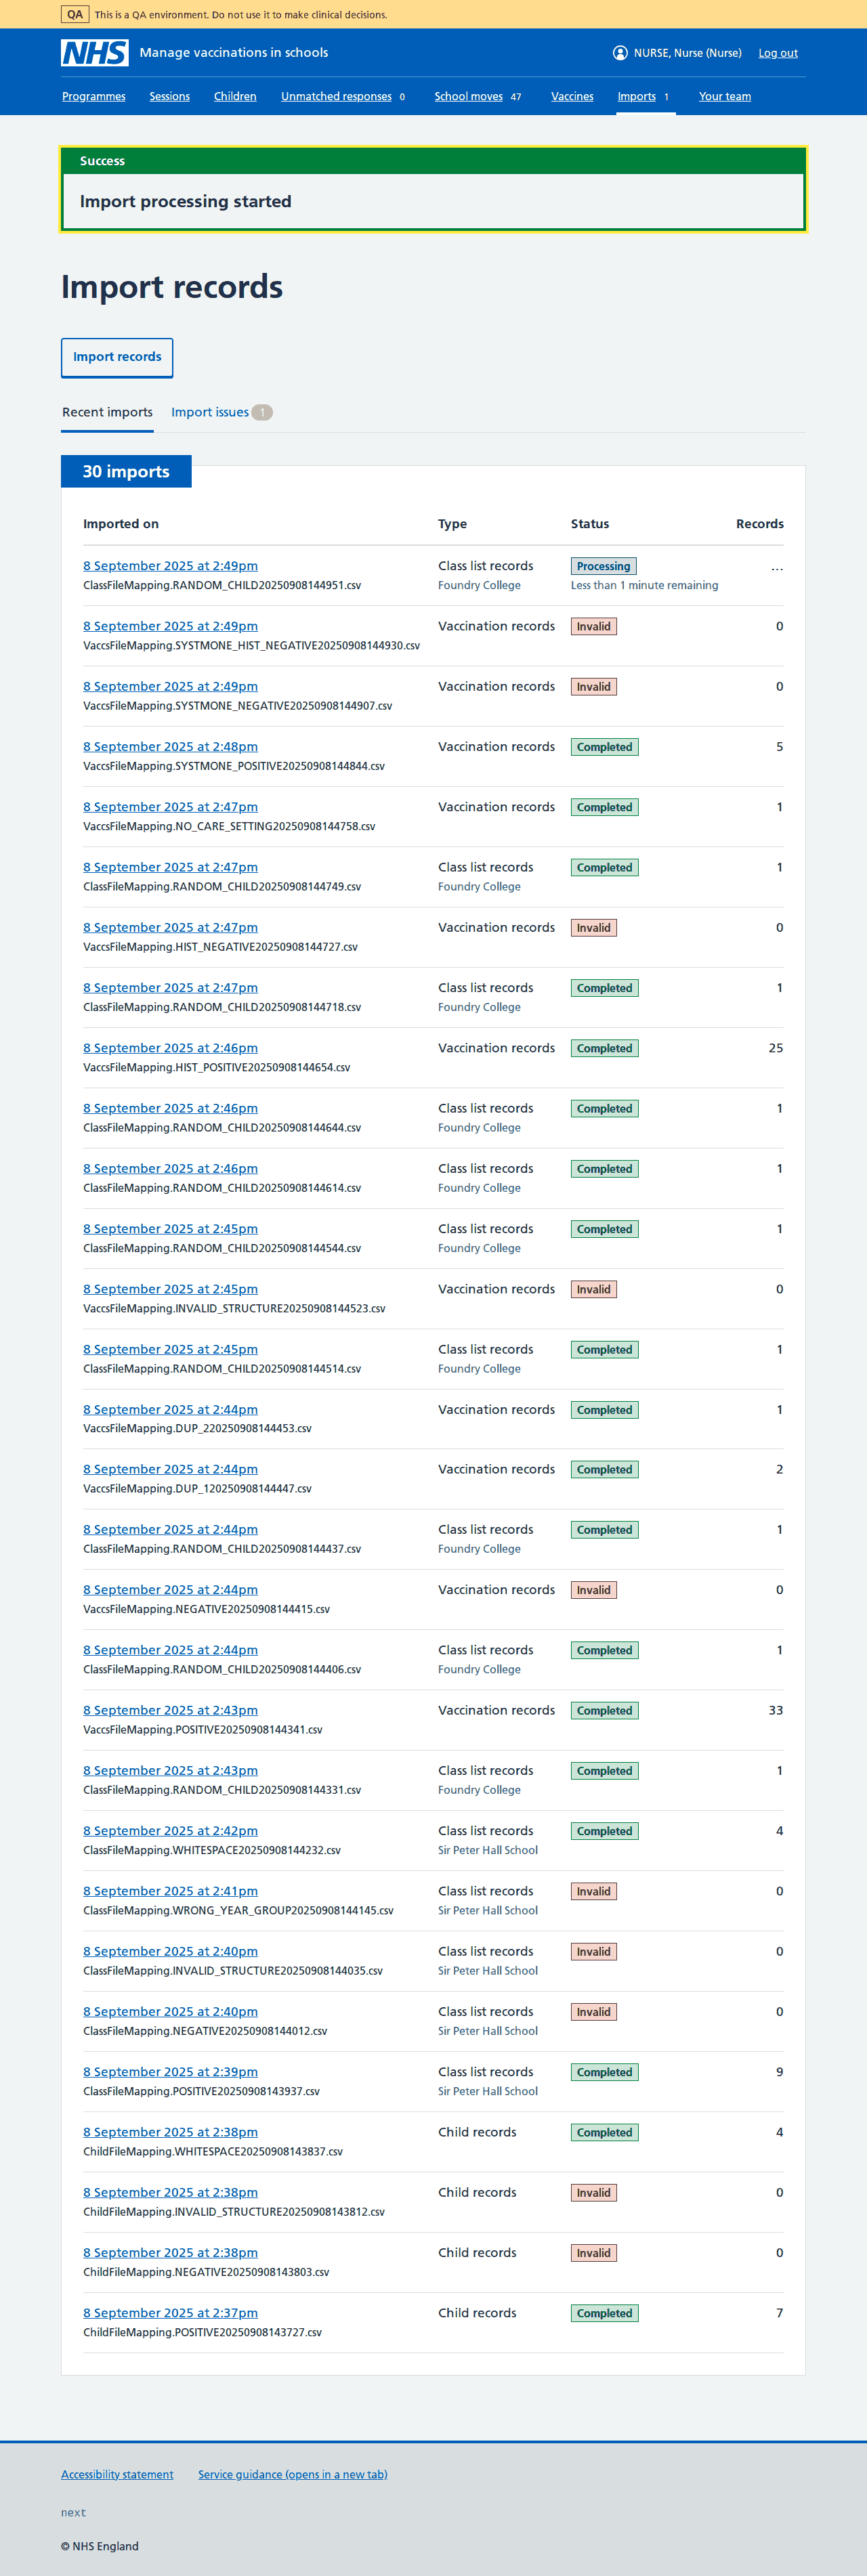 QA This is a QA environment. Do not use it to make clinical decisions.
NHS Manage vaccinations in schools NURSE, Nurse (Nurse) Log out
Programmes Sessions Children Unmatched responses 0 School moves 47 Vaccines Imports 1 Your team
Success
Import processing started
Import records
Import records
Recent imports Import issues 1
30 imports
Imported on Type Status Records
8 September 2025 at 2:49pm Class list records Processing ...
ClassFileMapping.RANDOM_CHILD20250908144951.csv Foundry College Less than 1 minute remaining
8 September 2025 at 2:49pm Vaccination records Invalid 0
VaccsFileMapping.SYSTMONE_HIST_NEGATIVE20250908144930.csv
8 September 2025 at 2:49pm Vaccination records Invalid 0
VaccsFileMapping.SYSTMONE_NEGATIVE20250908144907.csv
8 September 2025 at 2:48pm Vaccination records Completed 5
VaccsFileMapping.SYSTMONE_POSITIVE20250908144844.csv
8 September 2025 at 2:47pm Vaccination records Completed 1
VaccsFileMapping.NO_CARE_SETTING20250908144758.csv
8 September 2025 at 2:47pm Class list records Completed 1
ClassFileMapping.RANDOM_CHILD20250908144749.csv Foundry College
8 September 2025 at 2:47pm Vaccination records Invalid 0
VaccsFileMapping.HIST_NEGATIVE20250908144727.csv
8 September 2025 at 2:47pm Class list records Completed 1
ClassFileMapping.RANDOM_CHILD20250908144718.csv Foundry College
8 September 2025 at 2:46pm Vaccination records Completed 25
VaccsFileMapping.HIST_POSITIVE20250908144654.csv
8 September 2025 at 2:46pm Class list records Completed 1
ClassFileMapping.RANDOM_CHILD20250908144644.csv Foundry College
8 September 2025 at 2:46pm Class list records Completed 1
ClassFileMapping.RANDOM_CHILD20250908144614.csv Foundry College
8 September 2025 at 2:45pm Class list records Completed 1
ClassFileMapping.RANDOM_CHILD20250908144544.csv Foundry College
8 September 2025 at 2:45pm Vaccination records Invalid 0
VaccsFileMapping.INVALID_STRUCTURE20250908144523.csv
8 September 2025 at 2:45pm Class list records Completed 1
ClassFileMapping.RANDOM_CHILD20250908144514.csv Foundry College
8 September 2025 at 2:44pm Vaccination records Completed 1
VaccsFileMapping.DUP_220250908144453.csv
8 September 2025 at 2:44pm Vaccination records Completed 2
VaccsFileMapping.DUP_120250908144447.csv
8 September 2025 at 2:44pm Class list records Completed 1
ClassFileMapping.RANDOM_CHILD20250908144437.csv Foundry College
8 September 2025 at 2:44pm Vaccination records Invalid 0
VaccsFileMapping.NEGATIVE20250908144415.csv
8 September 2025 at 2:44pm Class list records Completed 1
ClassFileMapping.RANDOM_CHILD20250908144406.csv Foundry College
8 September 2025 at 2:43pm Vaccination records Completed 33
VaccsFileMapping.POSITIVE20250908144341.csv
8 September 2025 at 2:43pm Class list records Completed 1
ClassFileMapping.RANDOM_CHILD20250908144331.csv Foundry College
8 September 2025 at 2:42pm Class list records Completed 4
ClassFileMapping.WHITESPACE20250908144232.csv Sir Peter Hall School
8 September 2025 at 2:41pm Class list records Invalid 0
ClassFileMapping.WRONG_YEAR_GROUP20250908144145.csv Sir Peter Hall School
8 September 2025 at 2:40pm Class list records Invalid 0
ClassFileMapping.INVALID_STRUCTURE20250908144035.csv Sir Peter Hall School
8 September 2025 at 2:40pm Class list records Invalid 0
ClassFileMapping.NEGATIVE20250908144012.csv Sir Peter Hall School
8 September 2025 at 2:39pm Class list records Completed 9
ClassFileMapping.POSITIVE20250908143937.csv Sir Peter Hall School
8 September 2025 at 2:38pm Child records Completed 4
ChildFileMapping.WHITESPACE20250908143837.csv
8 September 2025 at 2:38pm Child records Invalid 0
ChildFileMapping.INVALID_STRUCTURE20250908143812.csv
8 September 2025 at 2:38pm Child records Invalid 0
ChildFileMapping.NEGATIVE20250908143803.csv
8 September 2025 at 2:37pm Child records Completed 7
ChildFileMapping.POSITIVE20250908143727.csv
Accessibility statement Service guidance (opens in a new tab)
next
© NHS England